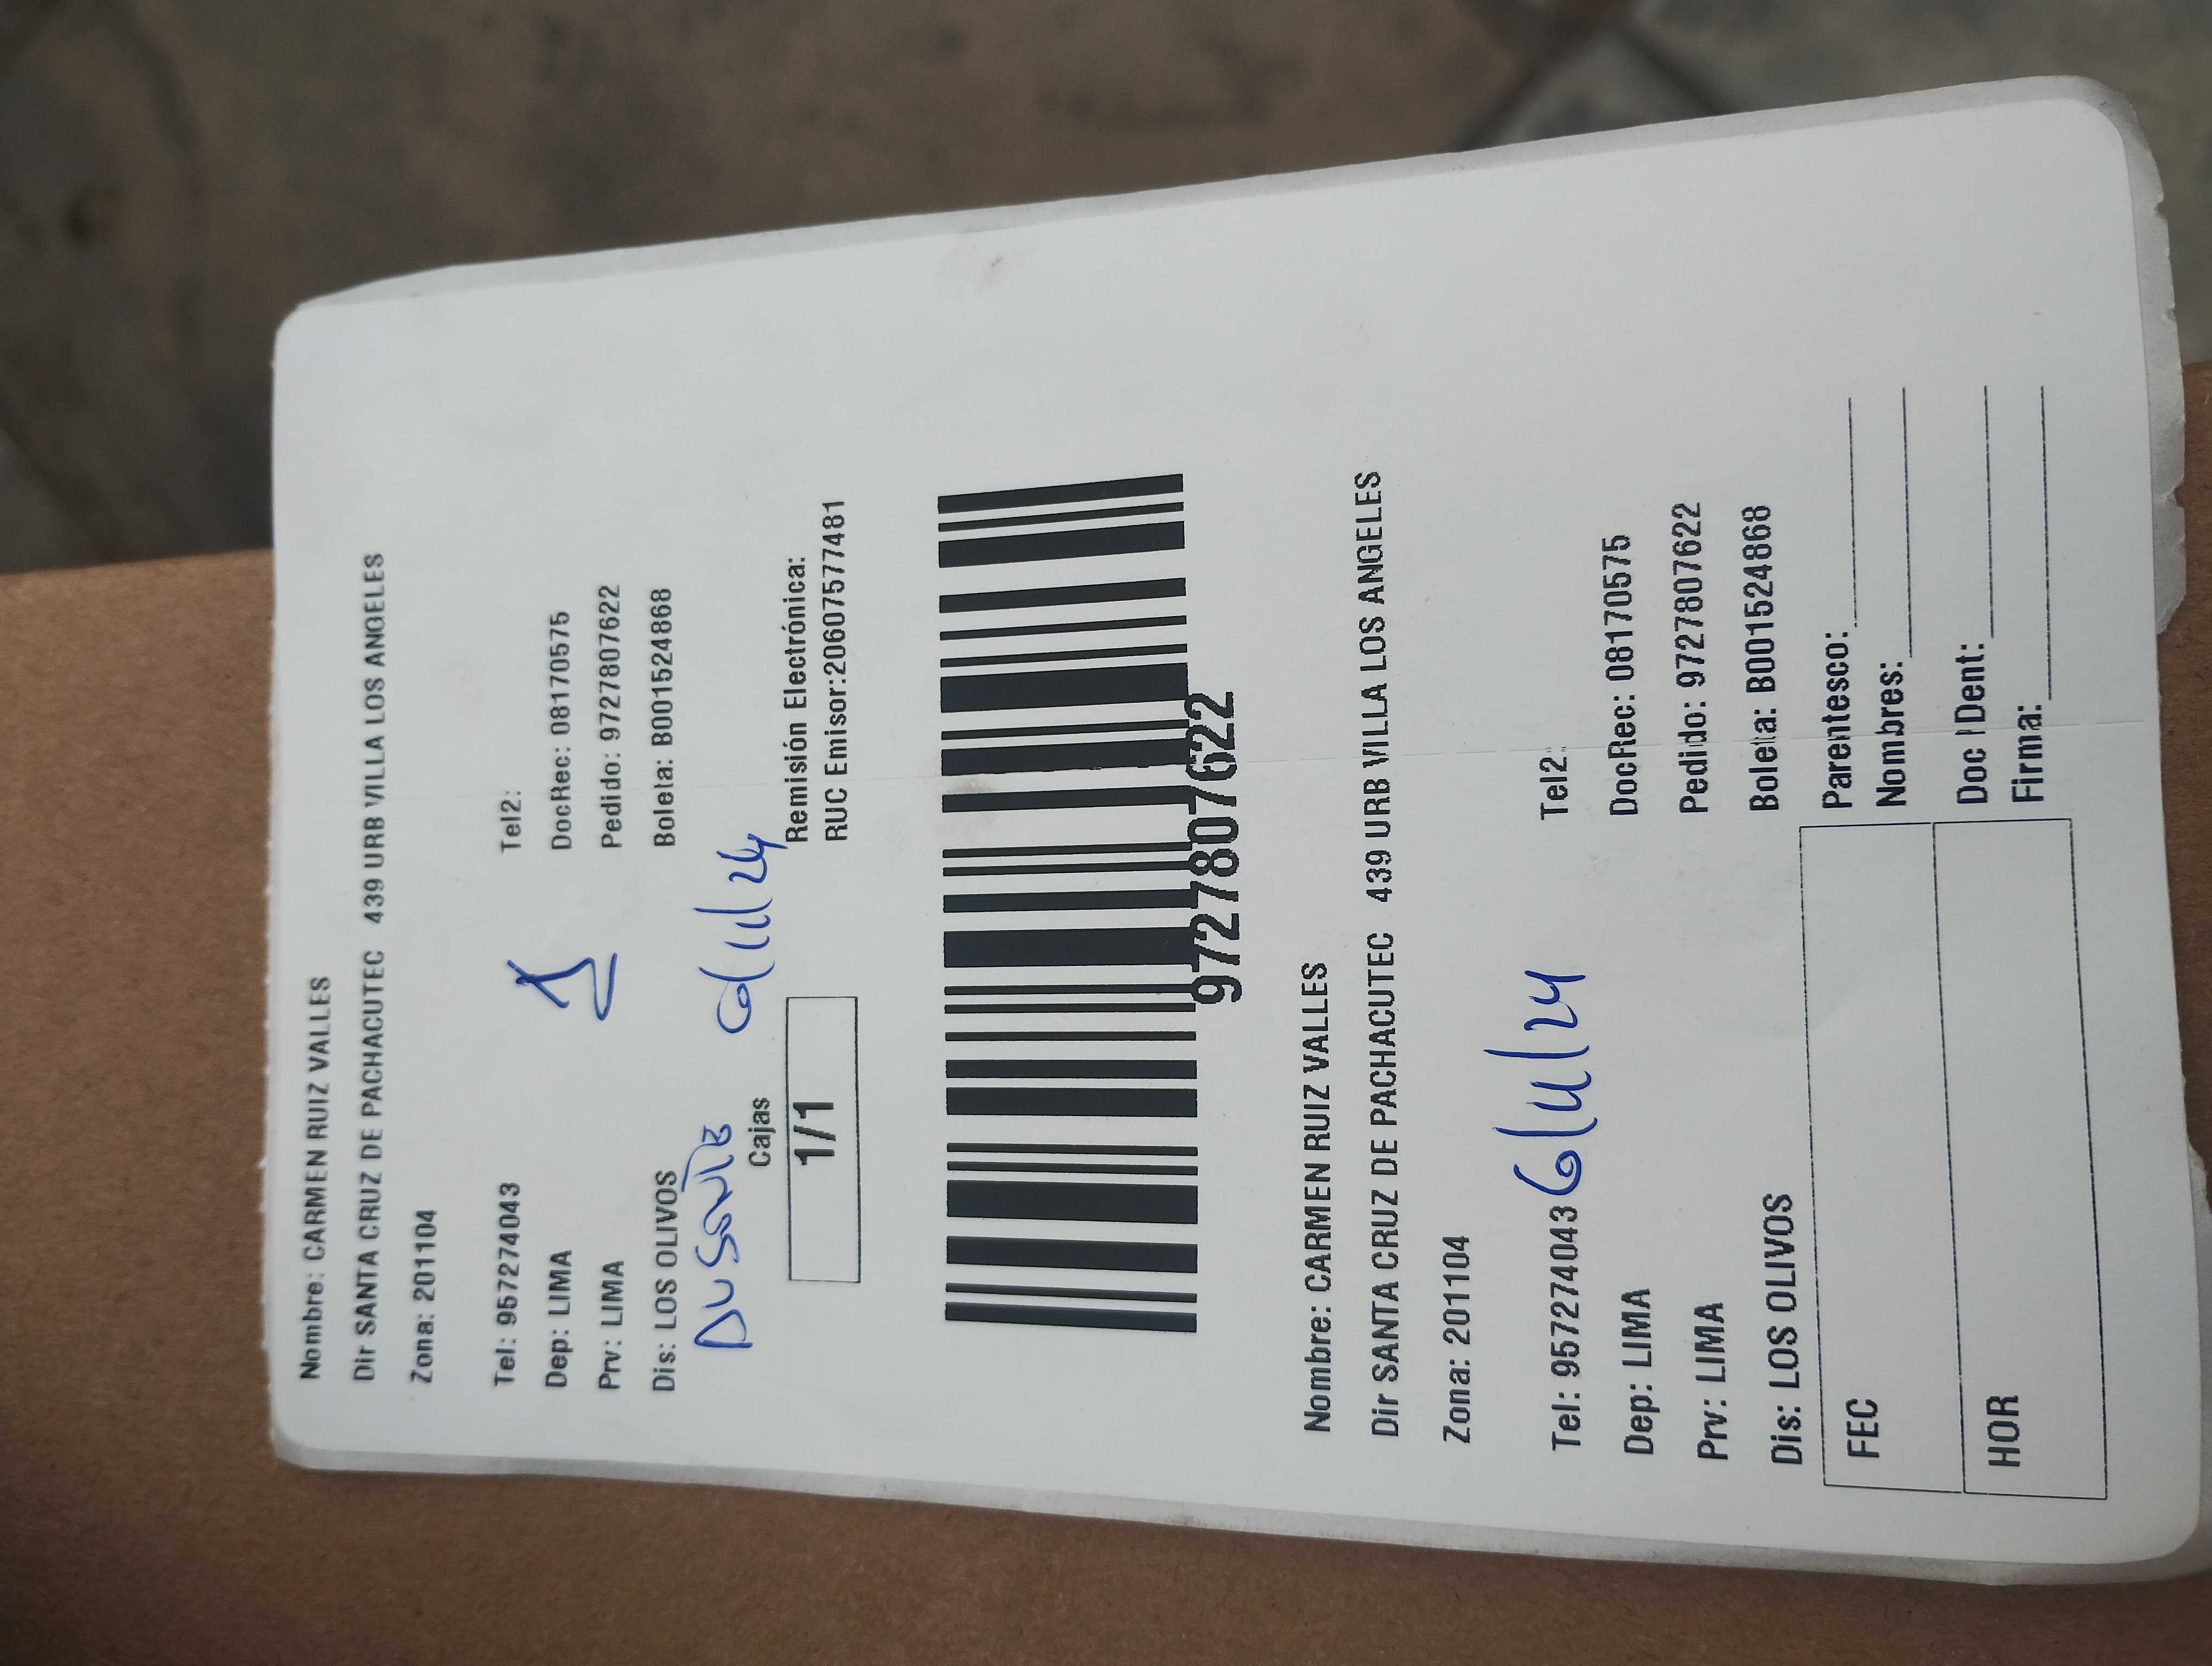 Nombre: CARMEN RUIZ VALLES
Dir SANTA CRUZ DE PACHACUTEC 439 URB VILLA LOS ANGELES
Zona: 201104
Tel: 957274043 Tel2:
Dep: LIMA DocRec: 08170575
Prv: LIMA 1 Pedido: 9727807622
Dis: LOS OLIVOS Boleta: B001524868
6/11/24
Cajas
1/1
Remisión Electrónica:
RUC Emisor:20607577481
9727807622
Nombre: CARMEN RUIZ VALLES
Dir SANTA CRUZ DE PACHACUTEC 439 URB VILLA LOS ANGELES
Zona: 201104
Tel: 957274043 6/11/24 Tel2:
Dep: LIMA DocRec: 08170575
Prv: LIMA Pedido: 9727807622
Dis: LOS OLIVOS Boleta: B001524868
FEC Parentesco:
Nombres:
HOR Doc IDent:
Firma: